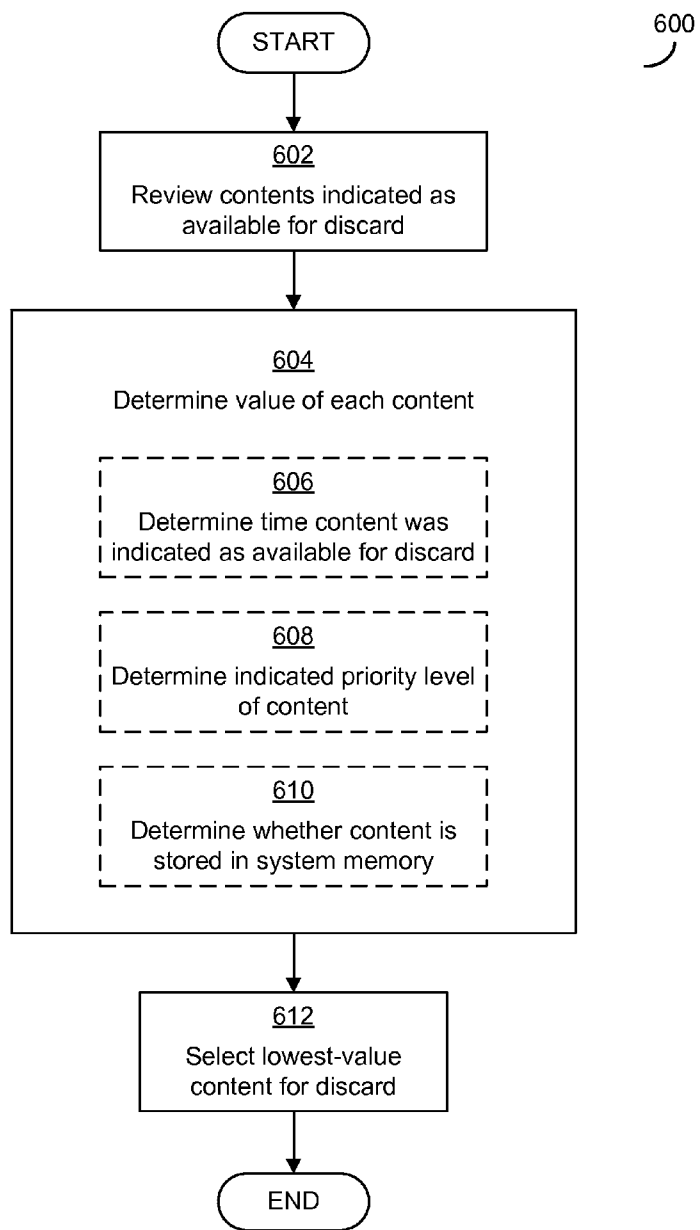 START
600
602
Review contents indicated as
available for discard
604
Determine value of each content
606
Determine time content was
indicated as available for discard
608
Determine indicated priority level
of content
610
Determine whether content is
stored in system memory
612
Select lowest-value
content for discard
END